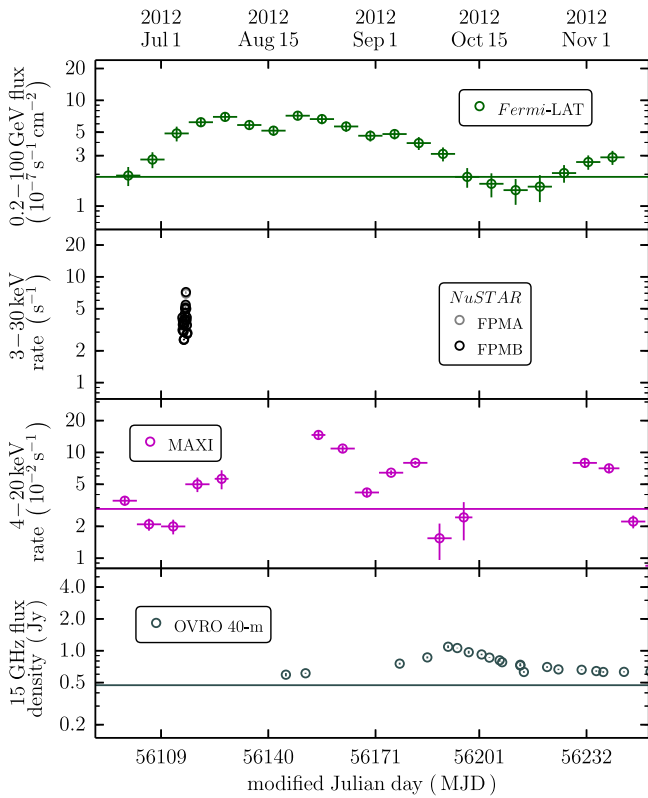 2012 2012 2012 2012 2012
Jul 1 Aug 15 Sep 1 Oct 15 Nov 1
0.2−100 GeV flux
(10⁻⁷ s⁻¹ cm⁻²)
20
10
5
3
1
Fermi-LAT
3−30 keV
rate (s⁻¹)
20
10
5
2
1
NuSTAR
FPMA
FPMB
4−20 keV
rate (10⁻² s⁻¹)
20
10
5
2
1
MAXI
15 GHz flux
density (Jy)
4.0
2.0
1.0
0.5
0.2
OVRO 40-m
56109 56140 56171 56201 56232
modified Julian day (MJD)